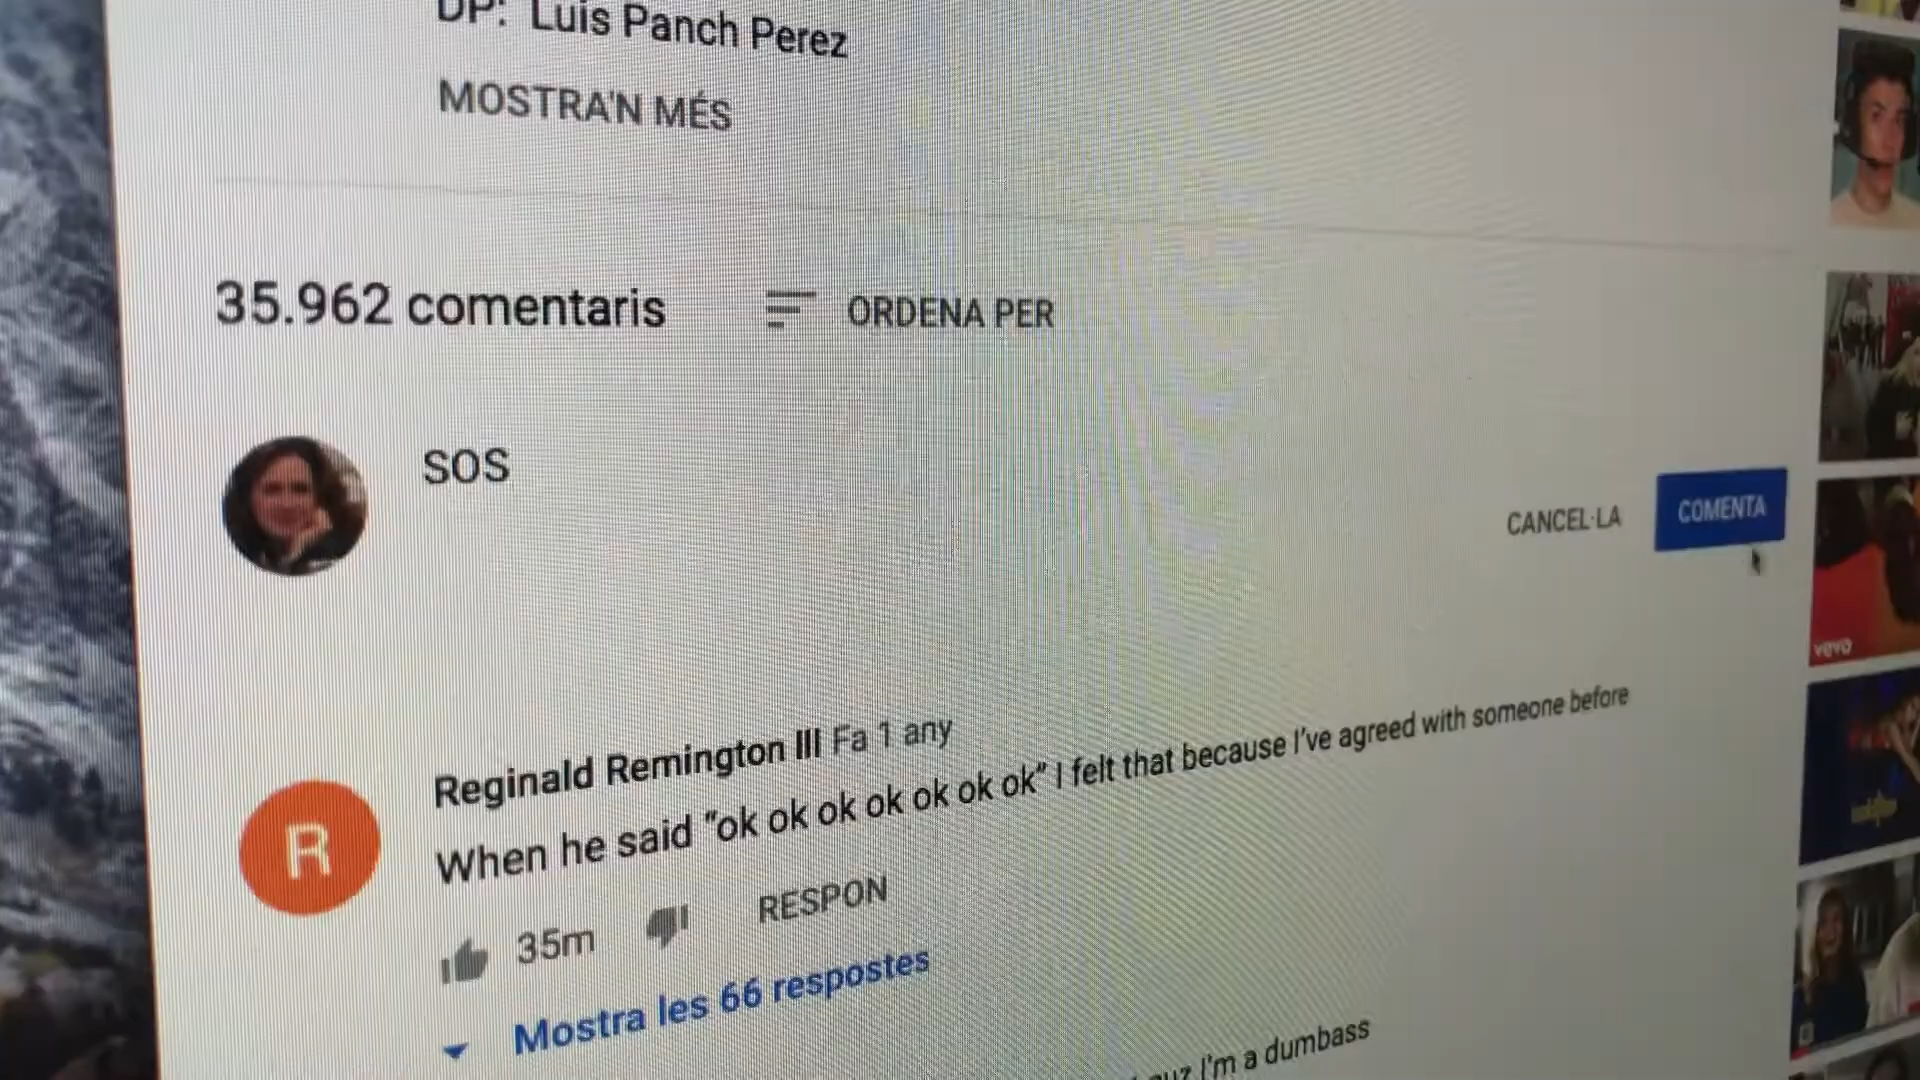 DP: Luis Panch Perez
MOSTRA'N MÉS
35.962 comentaris
ORDENA PER
SOS
CANCEL·LA
COMENTA
vevo
Reginald Remington III Fa 1 any
When he said "ok ok ok ok ok ok ok" I felt that because I've agreed with someone before
R
35m
RESPON
Mostra les 66 respostes
I'm a dumbass